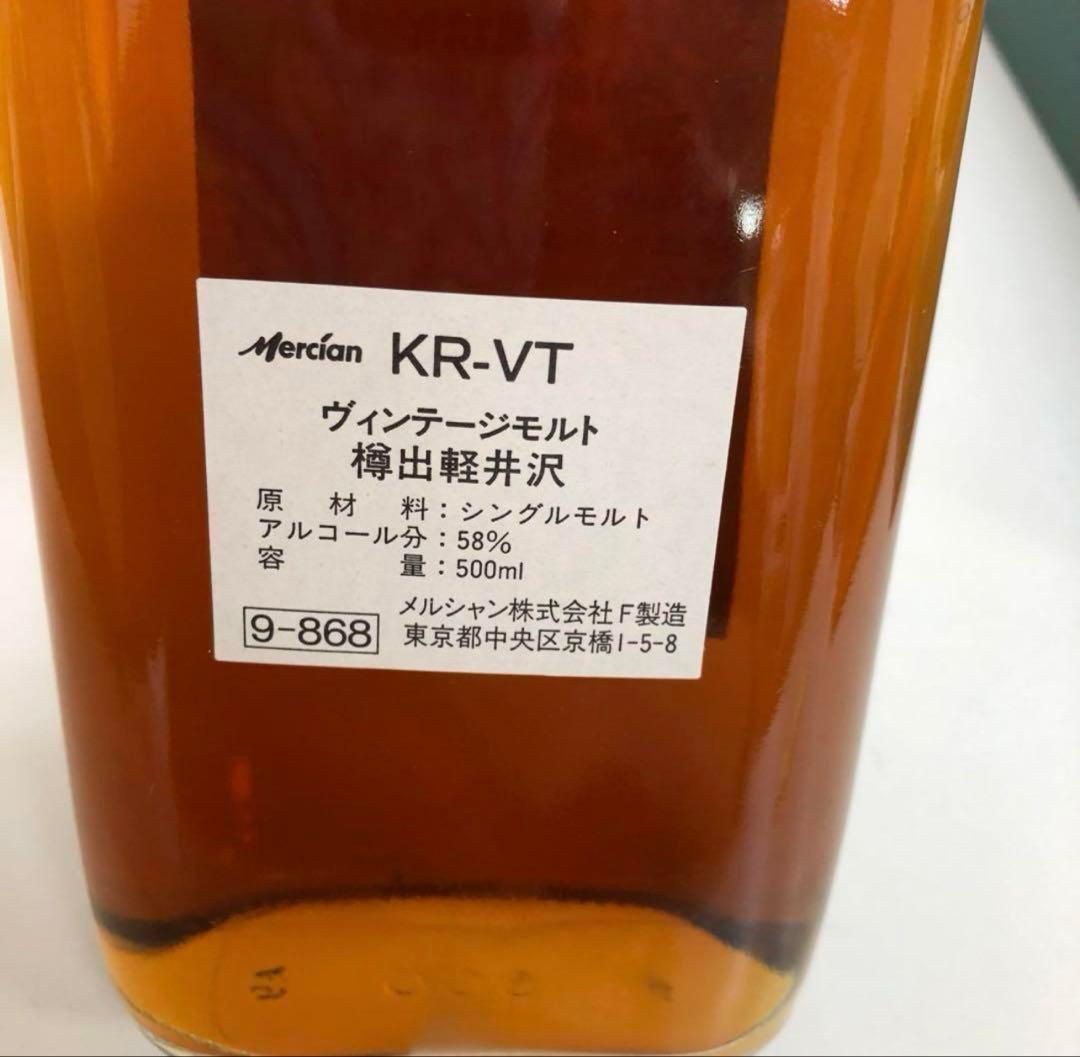 Mercian KR-VT
ヴィンテージモルト
樽出軽井沢
原材料：シングルモルト
アルコール分：58%
容量：500ml
9-868
メルシャン株式会社F製造
東京都中央区京橋1-5-8